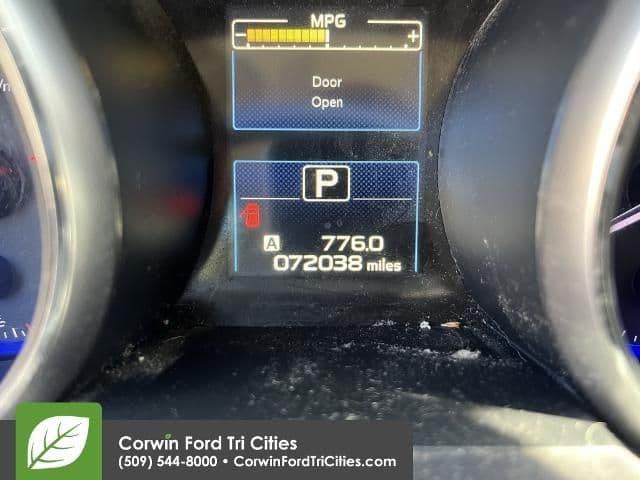 MPG
− +
Door
Open
P
A 776.0
072038 miles
Corwin Ford Tri Cities
(509) 544-8000 • CorwinFordTriCities.com